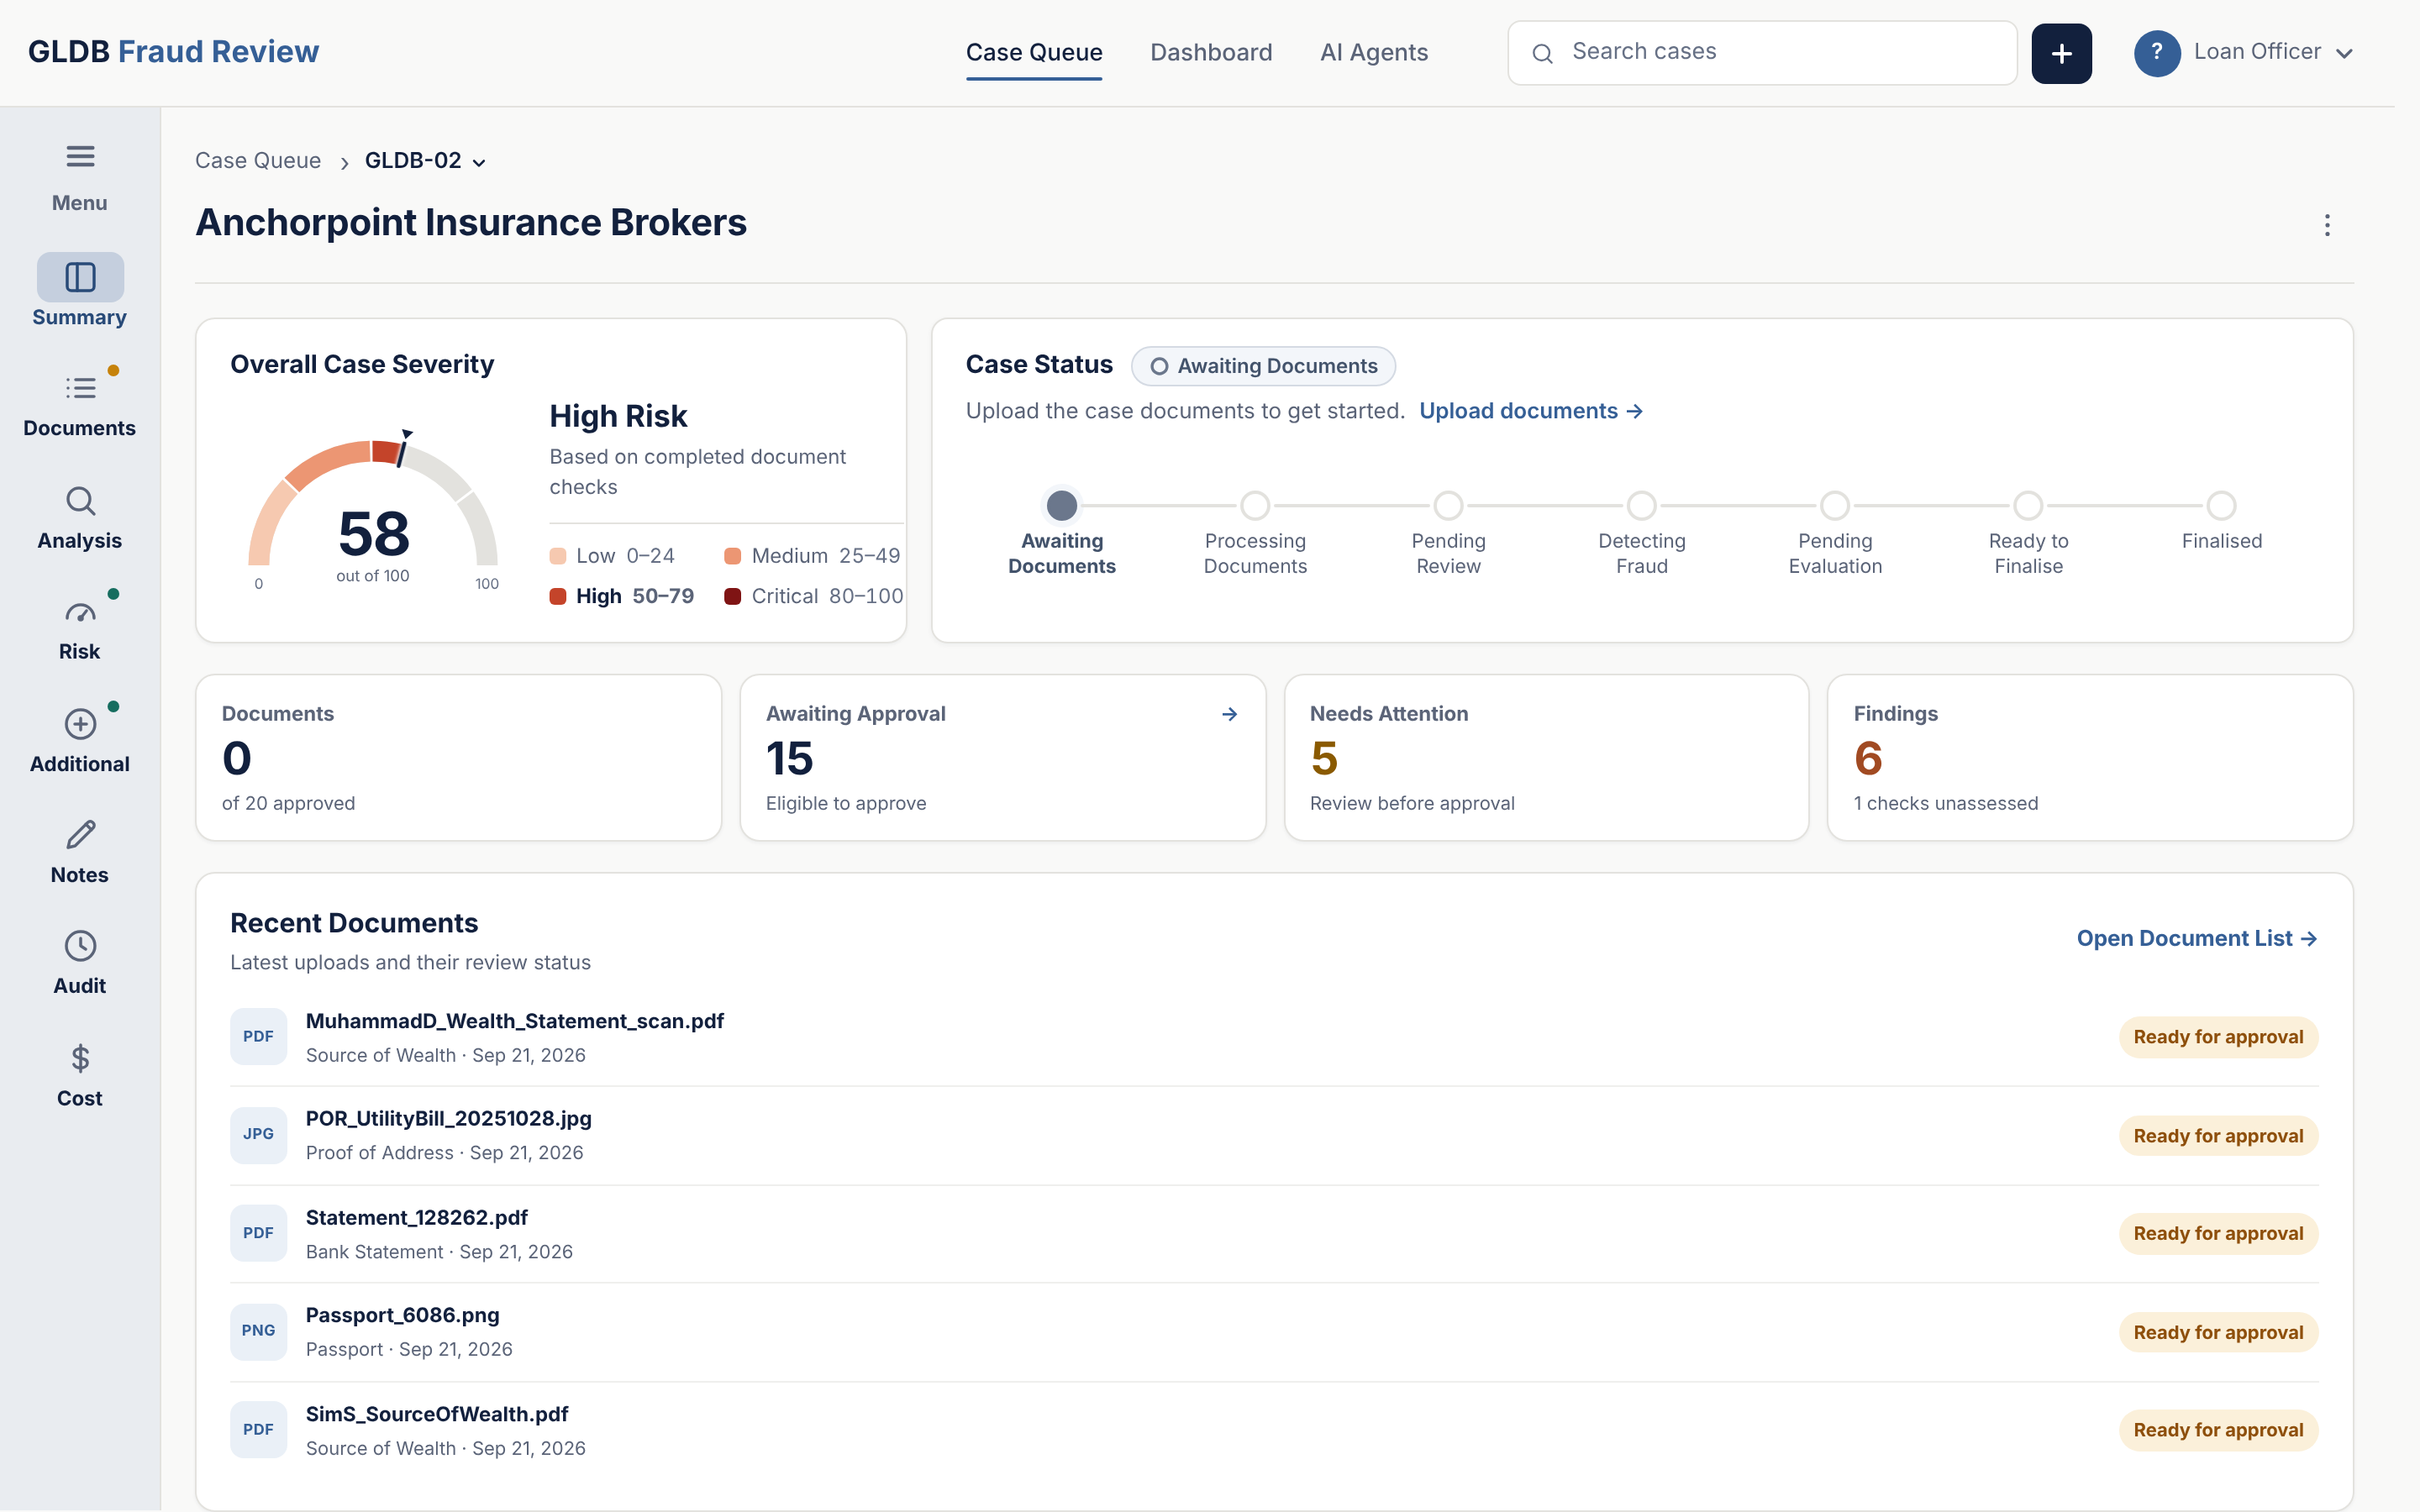 GLDB Fraud Review
Case Queue
Dashboard
AI Agents
Search cases
+
?
Loan Officer
Menu
Summary
Documents
Analysis
Risk
Additional
Notes
Audit
$
Cost
Case Queue › GLDB-02
Anchorpoint Insurance Brokers
Overall Case Severity
58
out of 100
0
100
High Risk
Based on completed document
checks
Low 0–24
Medium 25–49
High 50–79
Critical 80–100
Case Status
Awaiting Documents
Upload the case documents to get started. Upload documents →
Awaiting
Documents
Processing
Documents
Pending
Review
Detecting
Fraud
Pending
Evaluation
Ready to
Finalise
Finalised
Documents
0
of 20 approved
Awaiting Approval →
15
Eligible to approve
Needs Attention
5
Review before approval
Findings
6
1 checks unassessed
Recent Documents
Latest uploads and their review status
Open Document List →
PDF
MuhammadD_Wealth_Statement_scan.pdf
Source of Wealth · Sep 21, 2026
Ready for approval
JPG
POR_UtilityBill_20251028.jpg
Proof of Address · Sep 21, 2026
Ready for approval
PDF
Statement_128262.pdf
Bank Statement · Sep 21, 2026
Ready for approval
PNG
Passport_6086.png
Passport · Sep 21, 2026
Ready for approval
PDF
SimS_SourceOfWealth.pdf
Source of Wealth · Sep 21, 2026
Ready for approval